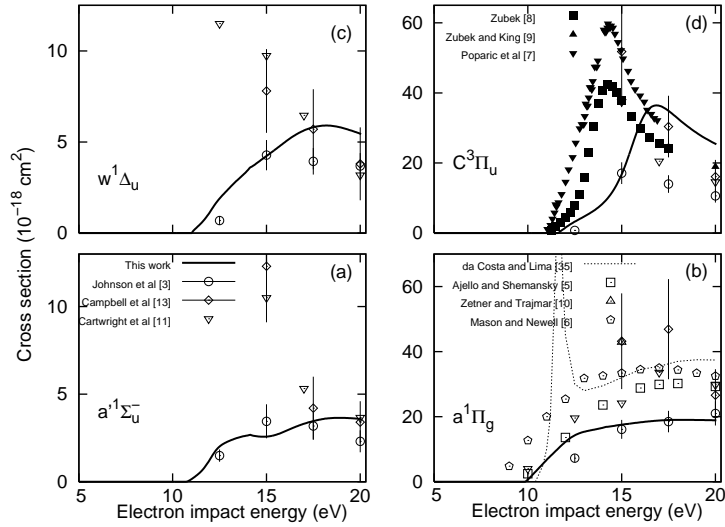 Cross section (10⁻¹⁸ cm²)
10
5
0
(c)
w¹Δᵤ
60
40
20
0
(d)
Zubek [8]
Zubek and King [9]
Poparic et al [7]
C³Πᵤ
10
5
0
5
10
15
20
(a)
This work
Johnson et al [3]
Campbell et al [13]
Cartwright et al [11]
a'¹Σᵤ⁻
Electron impact energy (eV)
60
40
20
0
5
10
15
20
(b)
da Costa and Lima [35]
Ajello and Shemansky [5]
Zetner and Trajmar [10]
Mason and Newell [6]
a¹Πg
Electron impact energy (eV)